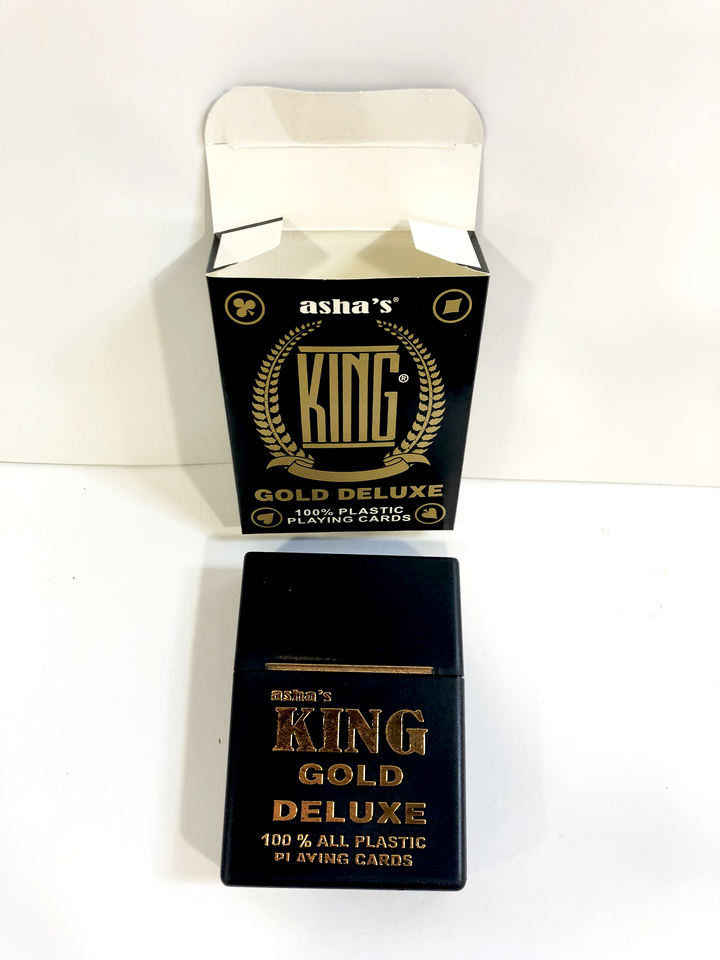 asha's®
KING®
GOLD DELUXE
100% PLASTIC
PLAYING CARDS
asha's
KING
GOLD
DELUXE
100 % ALL PLASTIC
PLAYING CARDS